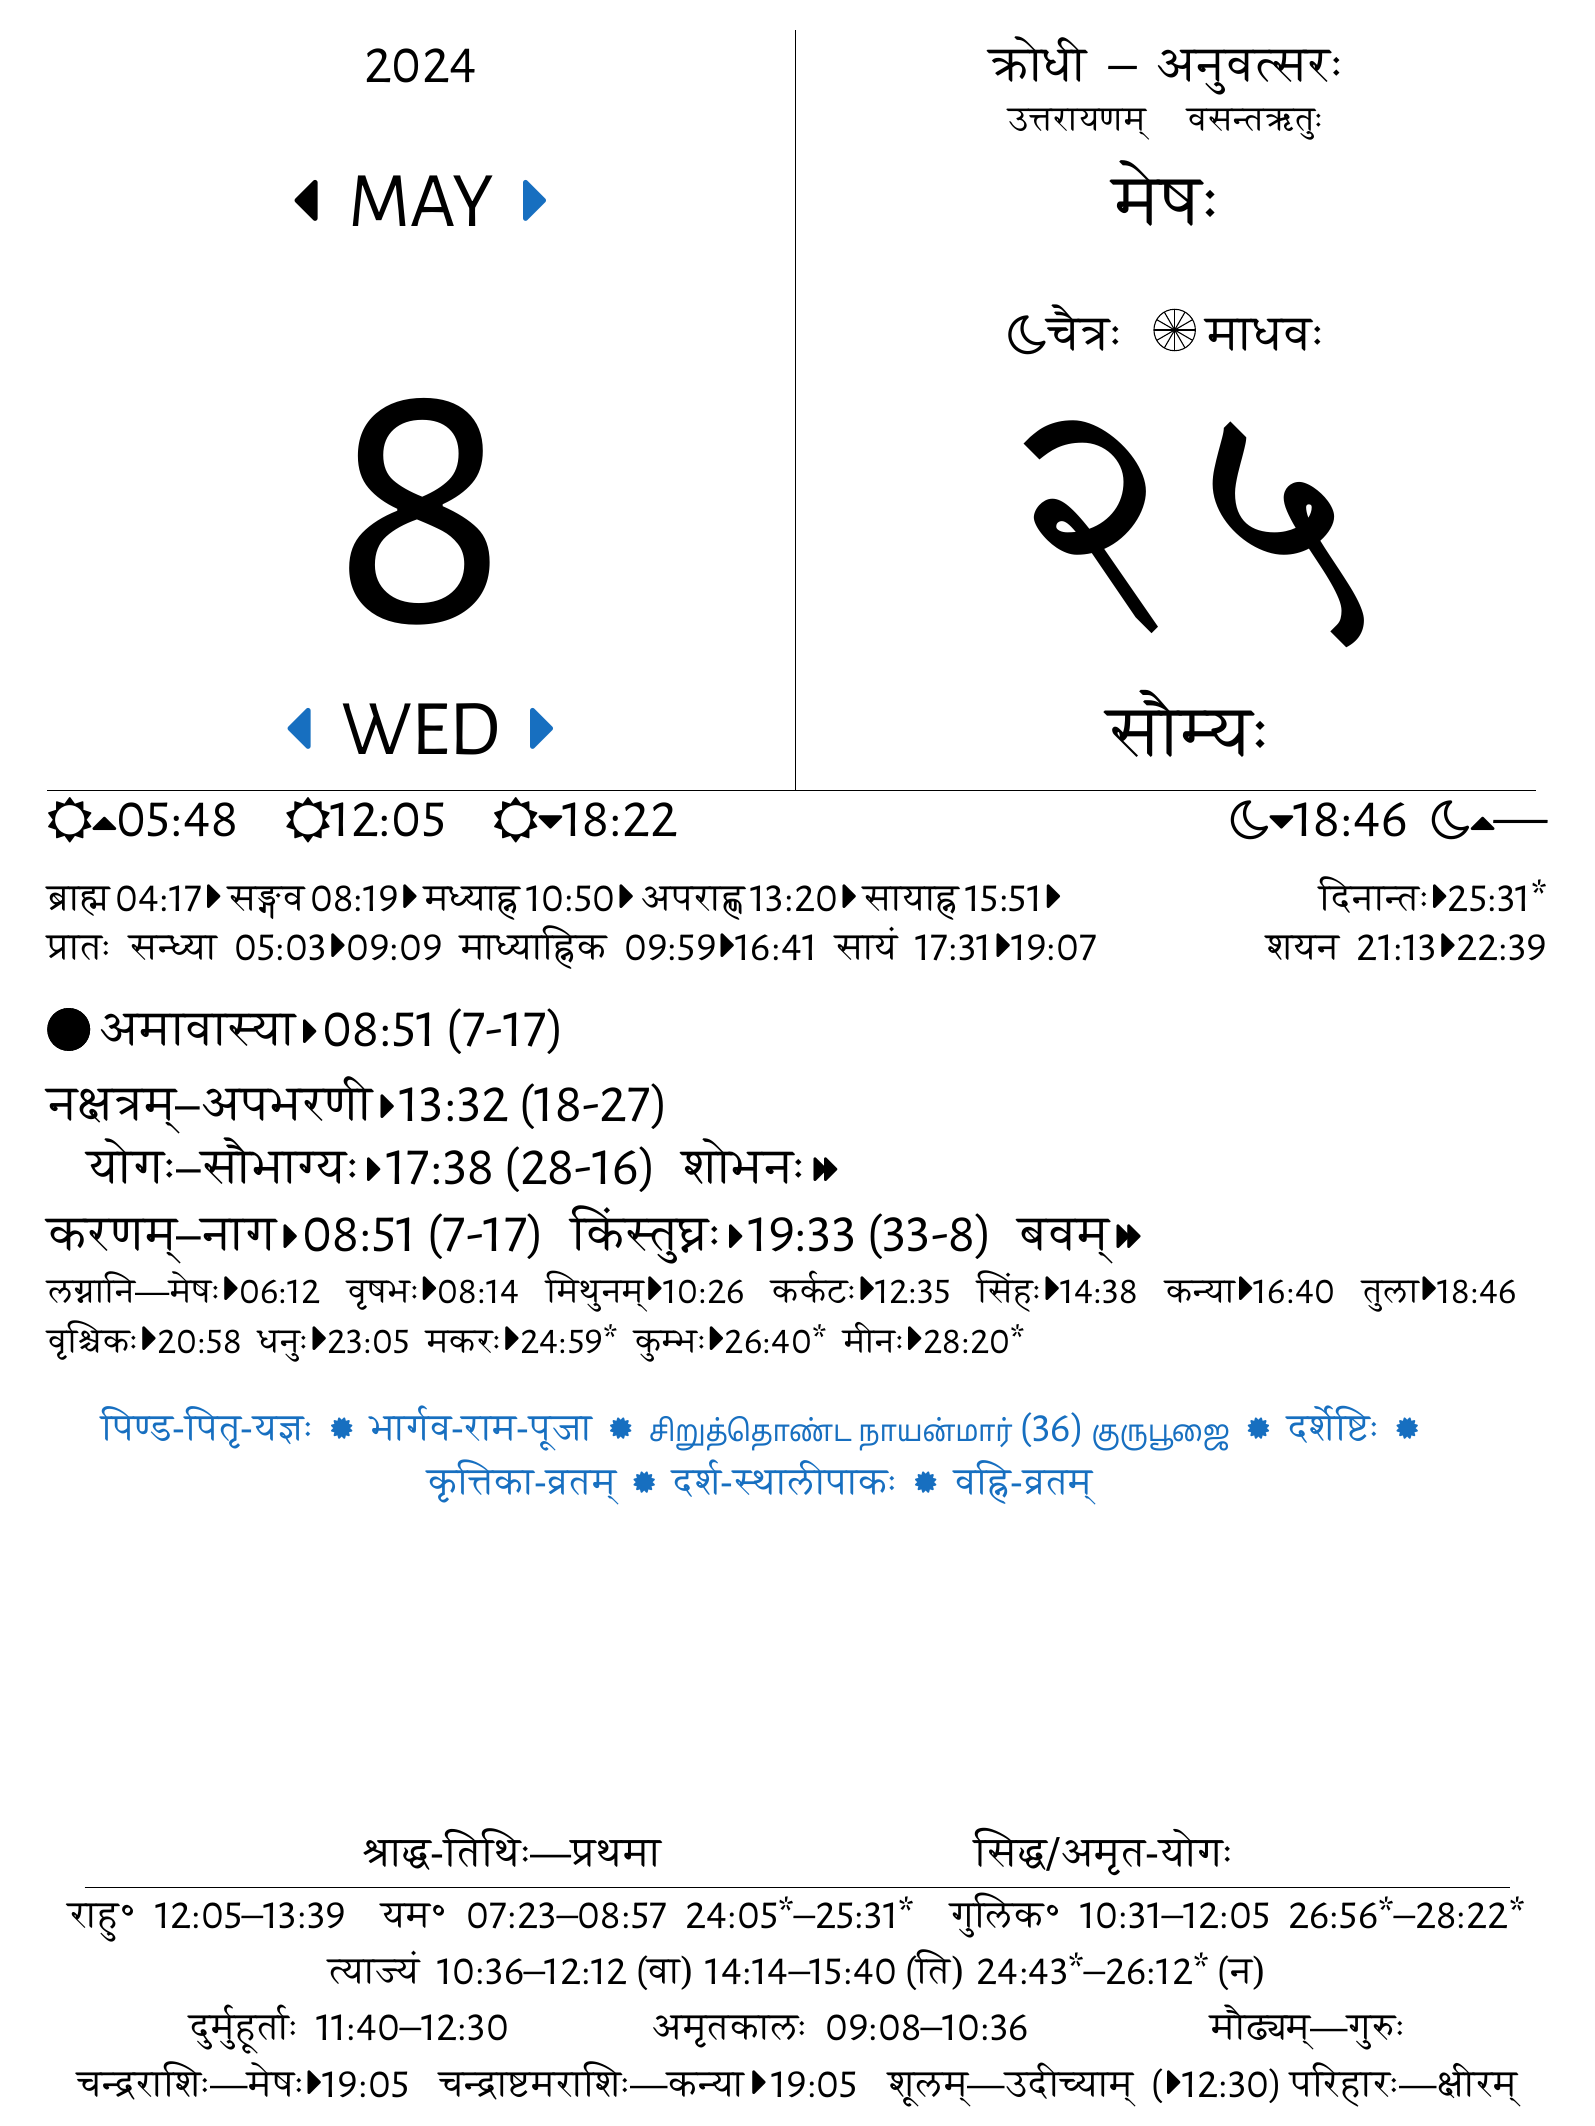 2024
क्रोधी – अनुवत्सरः
उत्तरायणम् वसन्तऋतुः
MAY
मेषः
चैत्रः माधवः
8
२५
WED
सौम्यः
05:48 12:05 18:22 18:46 —
ब्राह्म 04:17 सङ्गव 08:19 मध्याह्न 10:50 अपराह्ण 13:20 सायाह्न 15:51 दिनान्तः 25:31*
प्रातः सन्ध्या 05:03 09:09 माध्याह्निक 09:59 16:41 सायं 17:31 19:07 शयन 21:13 22:39
अमावास्या 08:51 (7-17)
नक्षत्रम्–अपभरणी 13:32 (18-27)
योगः–सौभाग्यः 17:38 (28-16) शोभनः
करणम्–नाग 08:51 (7-17) किंस्तुघ्नः 19:33 (33-8) बवम्
लग्नानि—मेषः 06:12 वृषभः 08:14 मिथुनम् 10:26 कर्कटः 12:35 सिंहः 14:38 कन्या 16:40 तुला 18:46
वृश्चिकः 20:58 धनुः 23:05 मकरः 24:59* कुम्भः 26:40* मीनः 28:20*
पिण्ड-पितृ-यज्ञः ✹ भार्गव-राम-पूजा ✹ சிறுத்தொண்ட நாயன்மார் (36) குருபூஜை ✹ दर्शेष्टिः ✹
कृत्तिका-व्रतम् ✹ दर्श-स्थालीपाकः ✹ वह्नि-व्रतम्
श्राद्ध-तिथिः—प्रथमा सिद्ध/अमृत-योगः
राहु° 12:05–13:39 यम° 07:23–08:57 24:05*–25:31* गुलिक° 10:31–12:05 26:56*–28:22*
त्याज्यं 10:36–12:12 (वा) 14:14–15:40 (ति) 24:43*–26:12* (न)
दुर्मुहूर्ताः 11:40–12:30 अमृतकालः 09:08–10:36 मौढ्यम्—गुरुः
चन्द्रराशिः—मेषः 19:05 चन्द्राष्टमराशिः—कन्या 19:05 शूलम्—उदीच्याम् (12:30) परिहारः—क्षीरम्